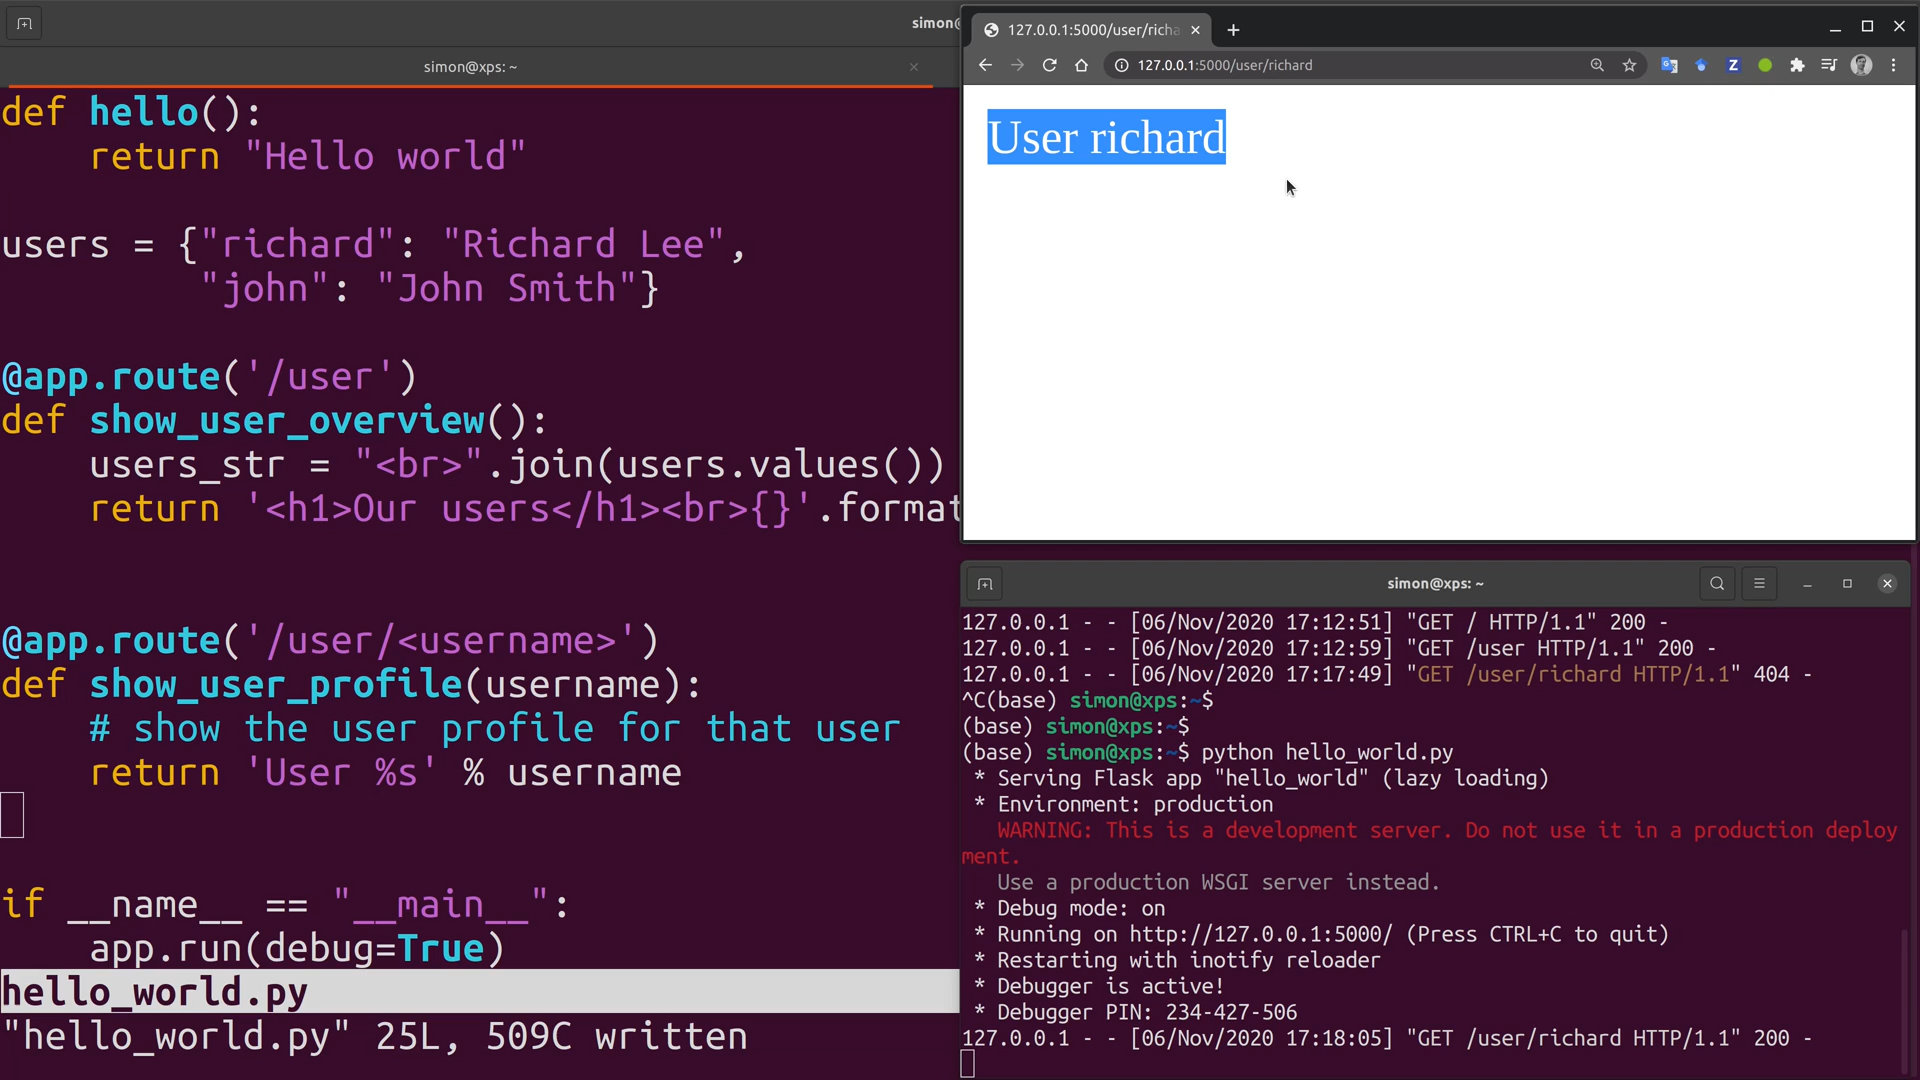 simon@
simon@xps: ~
def hello():
    return "Hello world"
users = {"richard": "Richard Lee",
         "john": "John Smith"}
@app.route('/user')
def show_user_overview():
    users_str = "<br>".join(users.values())
    return '<h1>Our users</h1><br>{}'.format
@app.route('/user/<username>')
def show_user_profile(username):
    # show the user profile for that user
    return 'User %s' % username
if __name__ == "__main__":
    app.run(debug=True)
hello_world.py
"hello_world.py" 25L, 509C written
127.0.0.1:5000/user/richa
127.0.0.1:5000/user/richard
User richard
simon@xps: ~
127.0.0.1 - - [06/Nov/2020 17:12:51] "GET / HTTP/1.1" 200 -
127.0.0.1 - - [06/Nov/2020 17:12:59] "GET /user HTTP/1.1" 200 -
127.0.0.1 - - [06/Nov/2020 17:17:49] "GET /user/richard HTTP/1.1" 404 -
^C(base) simon@xps:~$
(base) simon@xps:~$
(base) simon@xps:~$ python hello_world.py
 * Serving Flask app "hello_world" (lazy loading)
 * Environment: production
   WARNING: This is a development server. Do not use it in a production deploy
ment.
   Use a production WSGI server instead.
 * Debug mode: on
 * Running on http://127.0.0.1:5000/ (Press CTRL+C to quit)
 * Restarting with inotify reloader
 * Debugger is active!
 * Debugger PIN: 234-427-506
127.0.0.1 - - [06/Nov/2020 17:18:05] "GET /user/richard HTTP/1.1" 200 -